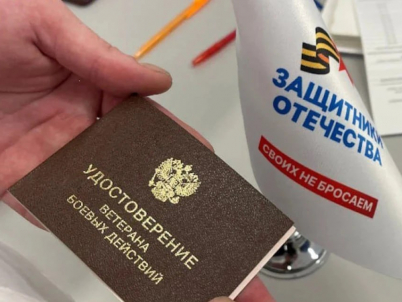 ЗАЩИТНИКИ
ОТЕЧЕСТВА
СВОИХ НЕ БРОСАЕМ
УДОСТОВЕРЕНИЕ
ВЕТЕРАНА
БОЕВЫХ ДЕЙСТВИЙ